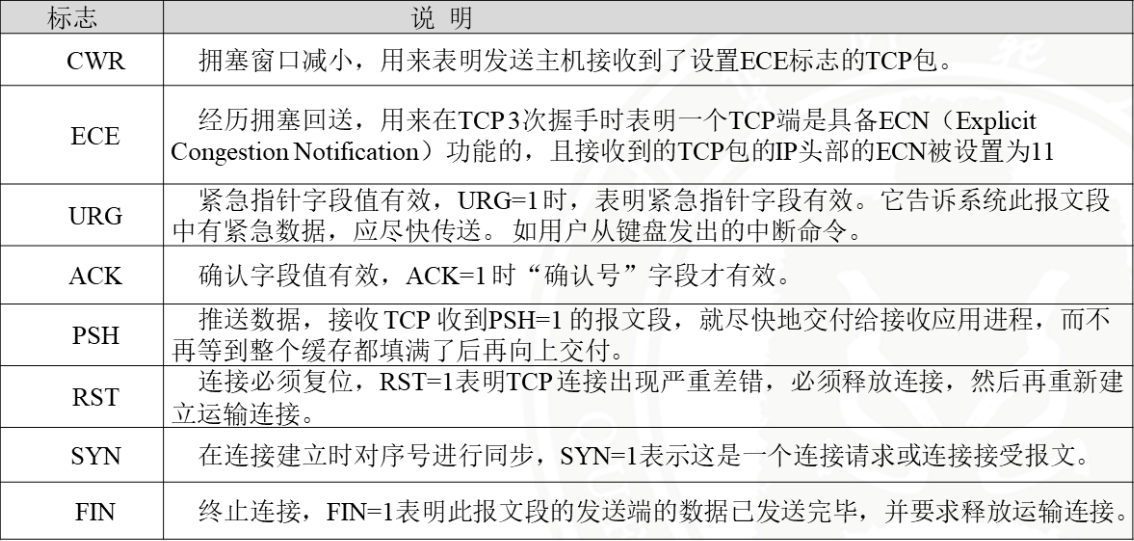 标志 说 明
CWR 拥塞窗口减小，用来表明发送主机接收到了设置ECE标志的TCP包。
ECE 经历拥塞回送，用来在TCP 3次握手时表明一个TCP端是具备ECN（Explicit
Congestion Notification）功能的，且接收到的TCP包的IP头部的ECN被设置为11
URG 紧急指针字段值有效，URG=1时，表明紧急指针字段有效。它告诉系统此报文段
中有紧急数据，应尽快传送。 如用户从键盘发出的中断命令。
ACK 确认字段值有效，ACK=1时“确认号”字段才有效。
PSH 推送数据，接收 TCP 收到PSH=1 的报文段，就尽快地交付给接收应用进程，而不
再等到整个缓存都填满了后再向上交付。
RST 连接必须复位，RST=1表明TCP 连接出现严重差错，必须释放连接，然后再重新建
立运输连接。
SYN 在连接建立时对序号进行同步，SYN=1表示这是一个连接请求或连接接受报文。
FIN 终止连接，FIN=1表明此报文段的发送端的数据已发送完毕，并要求释放运输连接。